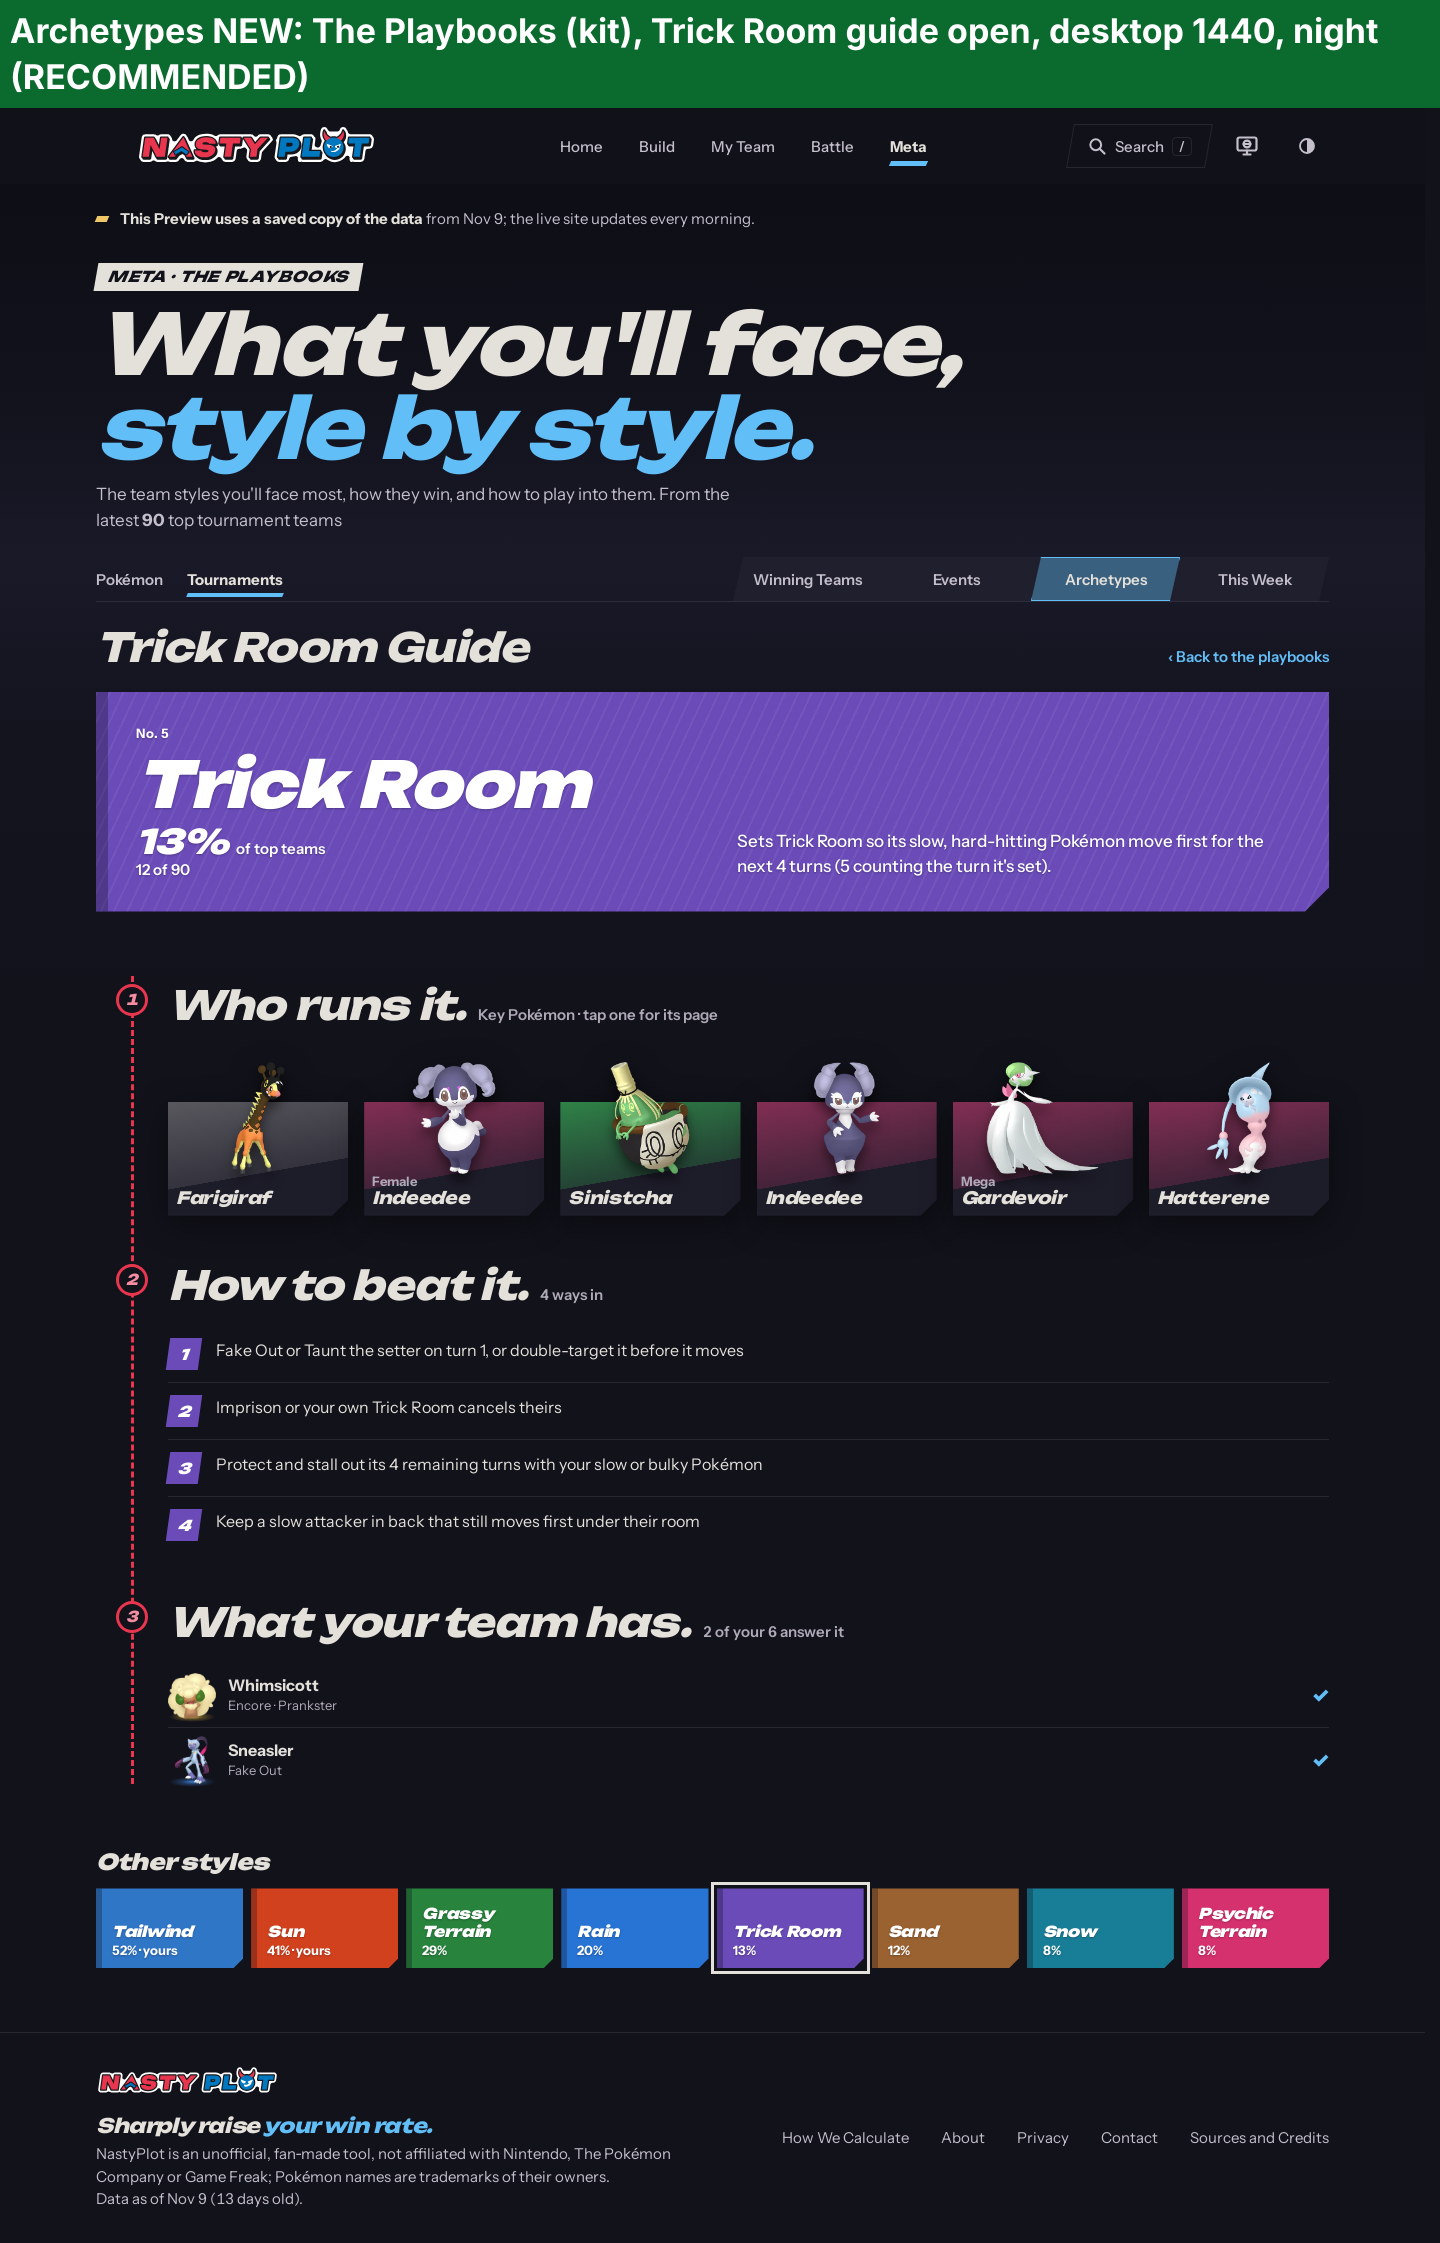 Archetypes NEW: The Playbooks (kit), Trick Room guide open, desktop 1440, night
(RECOMMENDED)
NASTY PLOT
Home
Build
My Team
Battle
Meta
Search /
This Preview uses a saved copy of the data from Nov 9; the live site updates every morning.
META · THE PLAYBOOKS
What you'll face,
style by style.
The team styles you'll face most, how they win, and how to play into them. From the
latest 90 top tournament teams
Pokémon
Tournaments
Winning Teams
Events
Archetypes
This Week
Trick Room Guide
‹ Back to the playbooks
No. 5
Trick Room
13% of top teams
12 of 90
Sets Trick Room so its slow, hard-hitting Pokémon move first for the
next 4 turns (5 counting the turn it's set).
1
Who runs it. Key Pokémon · tap one for its page
Farigiraf
Female
Indeedee
Sinistcha
Indeedee
Mega
Gardevoir
Hatterene
2
How to beat it. 4 ways in
1 Fake Out or Taunt the setter on turn 1, or double-target it before it moves
2 Imprison or your own Trick Room cancels theirs
3 Protect and stall out its 4 remaining turns with your slow or bulky Pokémon
4 Keep a slow attacker in back that still moves first under their room
3
What your team has. 2 of your 6 answer it
Whimsicott
Encore · Prankster
Sneasler
Fake Out
Other styles
Tailwind
52% · yours
Sun
41% · yours
Grassy
Terrain
29%
Rain
20%
Trick Room
13%
Sand
12%
Snow
8%
Psychic
Terrain
8%
NASTY PLOT
Sharply raise your win rate.
NastyPlot is an unofficial, fan-made tool, not affiliated with Nintendo, The Pokémon
Company or Game Freak; Pokémon names are trademarks of their owners.
Data as of Nov 9 (13 days old).
How We Calculate
About
Privacy
Contact
Sources and Credits